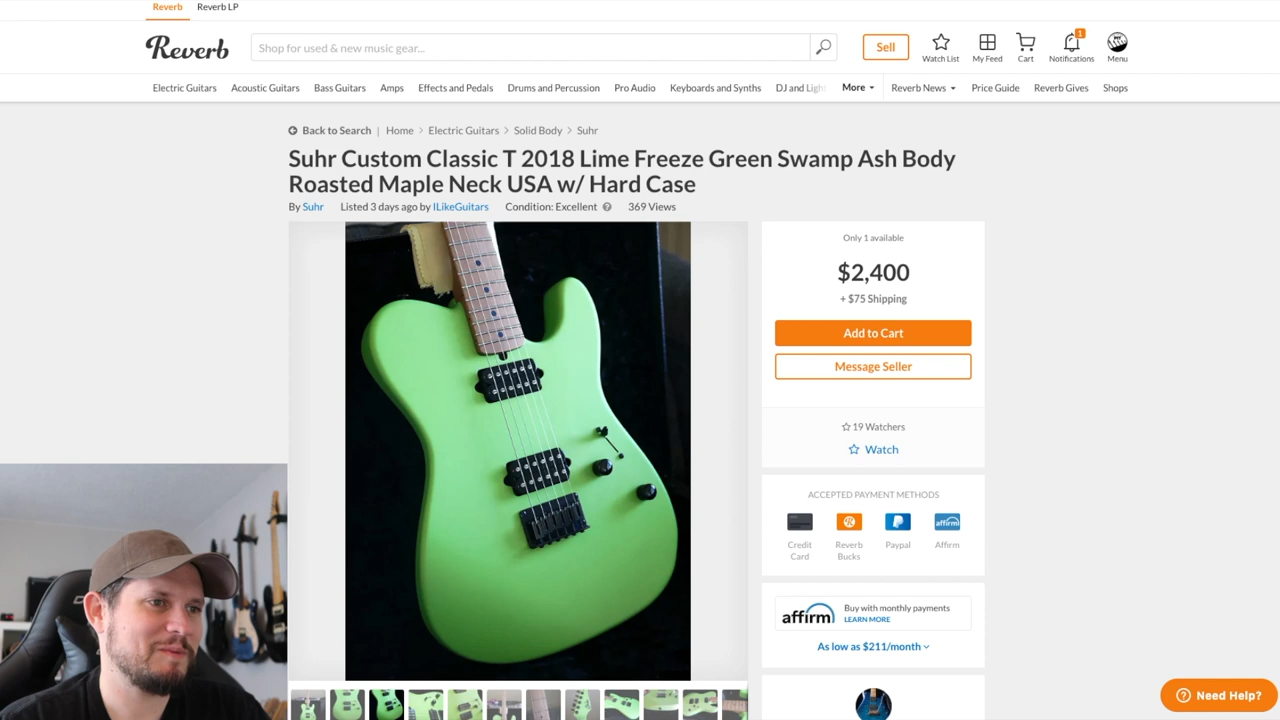 Reverb
Reverb LP
Reverb
Shop for used & new music gear...
Sell
Watch List
My Feed
Cart
1
Notifications
Menu
Electric Guitars
Acoustic Guitars
Bass Guitars
Amps
Effects and Pedals
Drums and Percussion
Pro Audio
Keyboards and Synths
DJ and Ligh
More
Reverb News
Price Guide
Reverb Gives
Shops
Back to Search | Home > Electric Guitars > Solid Body > Suhr
Suhr Custom Classic T 2018 Lime Freeze Green Swamp Ash Body
Roasted Maple Neck USA w/ Hard Case
By Suhr Listed 3 days ago by ILikeGuitars Condition: Excellent 369 Views
Only 1 available
$2,400
+ $75 Shipping
Add to Cart
Message Seller
19 Watchers
Watch
ACCEPTED PAYMENT METHODS
affirm
Credit
Card
Reverb
Bucks
Paypal
Affirm
affirm
Buy with monthly payments
LEARN MORE
As low as $211/month
Need Help?